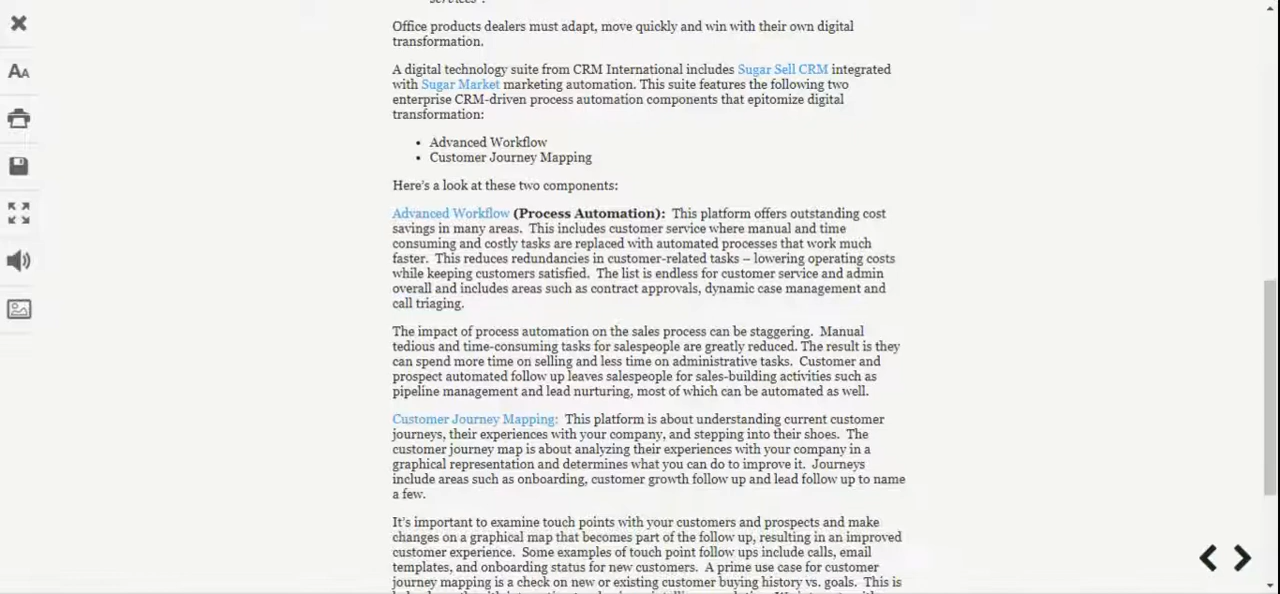 services".
Office products dealers must adapt, move quickly and win with their own digital
transformation.
A digital technology suite from CRM International includes Sugar Sell CRM integrated
with Sugar Market marketing automation. This suite features the following two
enterprise CRM-driven process automation components that epitomize digital
transformation:
• Advanced Workflow
• Customer Journey Mapping
Here's a look at these two components:
Advanced Workflow (Process Automation): This platform offers outstanding cost
savings in many areas. This includes customer service where manual and time
consuming and costly tasks are replaced with automated processes that work much
faster. This reduces redundancies in customer-related tasks – lowering operating costs
while keeping customers satisfied. The list is endless for customer service and admin
overall and includes areas such as contract approvals, dynamic case management and
call triaging.
The impact of process automation on the sales process can be staggering. Manual
tedious and time-consuming tasks for salespeople are greatly reduced. The result is they
can spend more time on selling and less time on administrative tasks. Customer and
prospect automated follow up leaves salespeople for sales-building activities such as
pipeline management and lead nurturing, most of which can be automated as well.
Customer Journey Mapping: This platform is about understanding current customer
journeys, their experiences with your company, and stepping into their shoes. The
customer journey map is about analyzing their experiences with your company in a
graphical representation and determines what you can do to improve it. Journeys
include areas such as onboarding, customer growth follow up and lead follow up to name
a few.
It's important to examine touch points with your customers and prospects and make
changes on a graphical map that becomes part of the follow up, resulting in an improved
customer experience. Some examples of touch point follow ups include calls, email
templates, and onboarding status for new customers. A prime use case for customer
journey mapping is a check on new or existing customer buying history vs. goals. This is